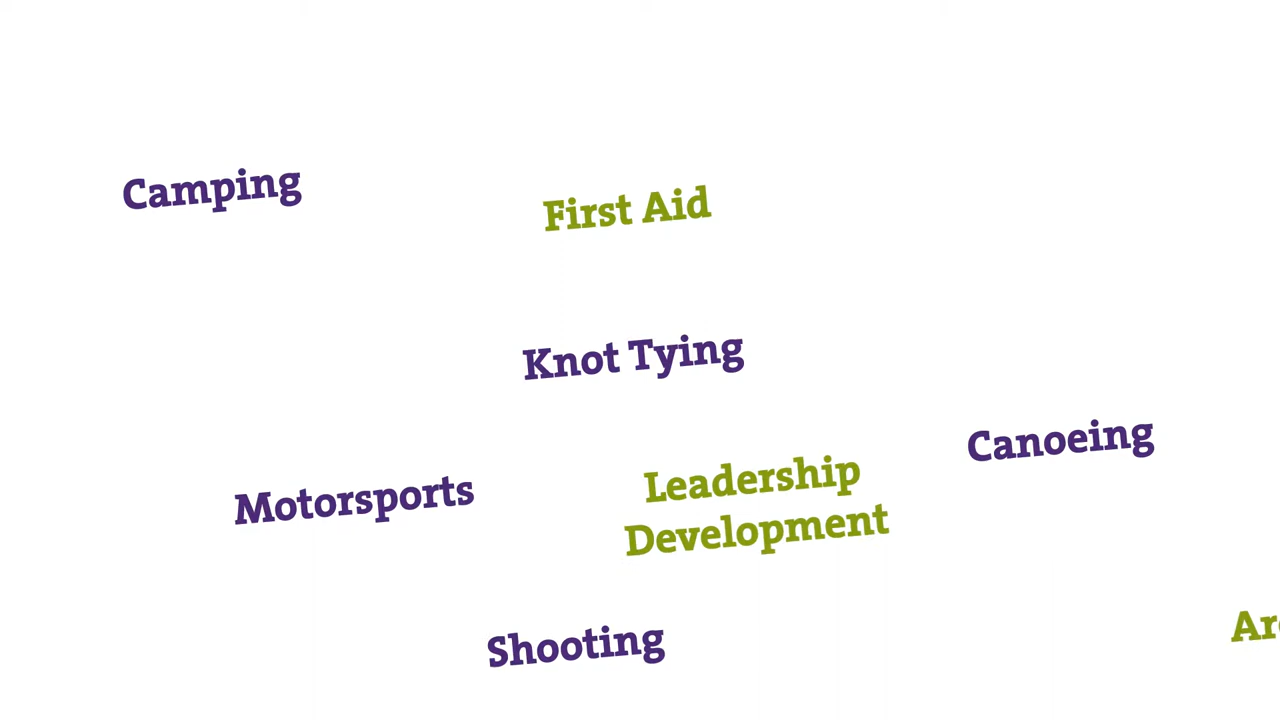 Camping
First Aid
Knot Tying
Canoeing
Motorsports
Leadership
Development
Shooting